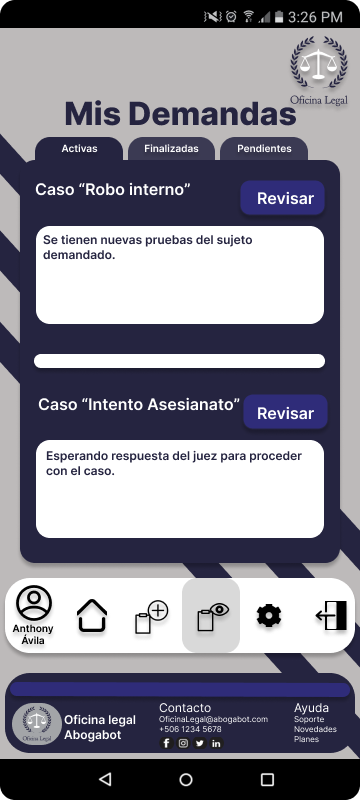 3:26 PM
Oficina Legal
Mis Demandas
Activas
Finalizadas
Pendientes
Caso “Robo interno”
Revisar
Se tienen nuevas pruebas del sujeto
demandado.
Caso “Intento Asesianato”
Revisar
Esperando respuesta del juez para proceder
con el caso.
Anthony
Ávila
Oficina Legal
Oficina legal
Abogabot
Contacto
OficinaLegal@abogabot.com
+506 1234 5678
Ayuda
Soporte
Novedades
Planes